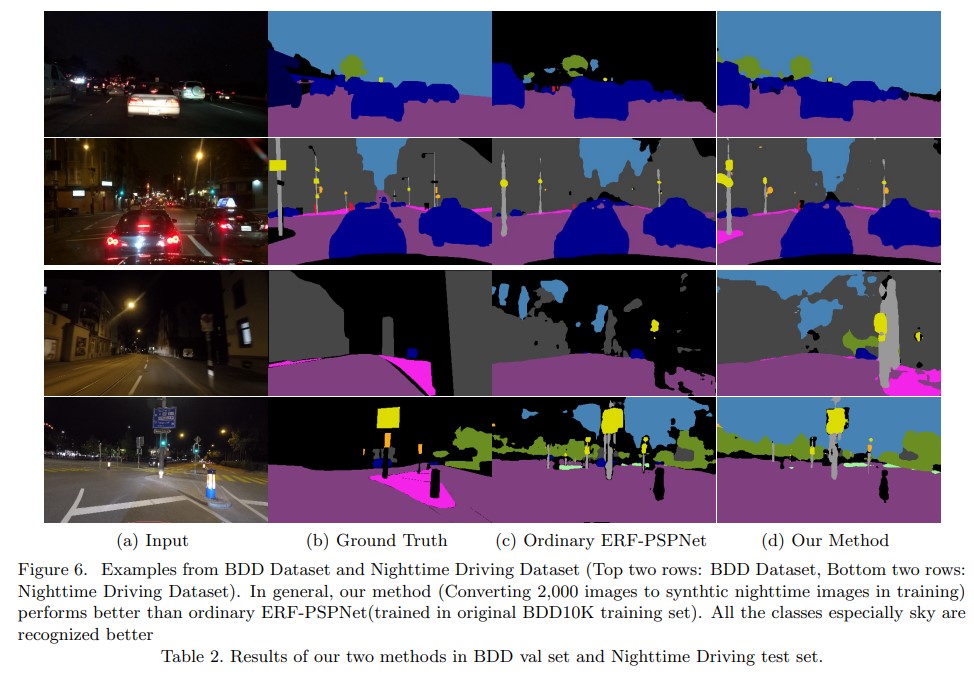 (a) Input
(b) Ground Truth
(c) Ordinary ERF-PSPNet
(d) Our Method
Figure 6. Examples from BDD Dataset and Nighttime Driving Dataset (Top two rows: BDD Dataset, Bottom two rows:
Nighttime Driving Dataset). In general, our method (Converting 2,000 images to synthtic nighttime images in training)
performs better than ordinary ERF-PSPNet(trained in original BDD10K training set). All the classes especially sky are
recognized better
Table 2. Results of our two methods in BDD val set and Nighttime Driving test set.